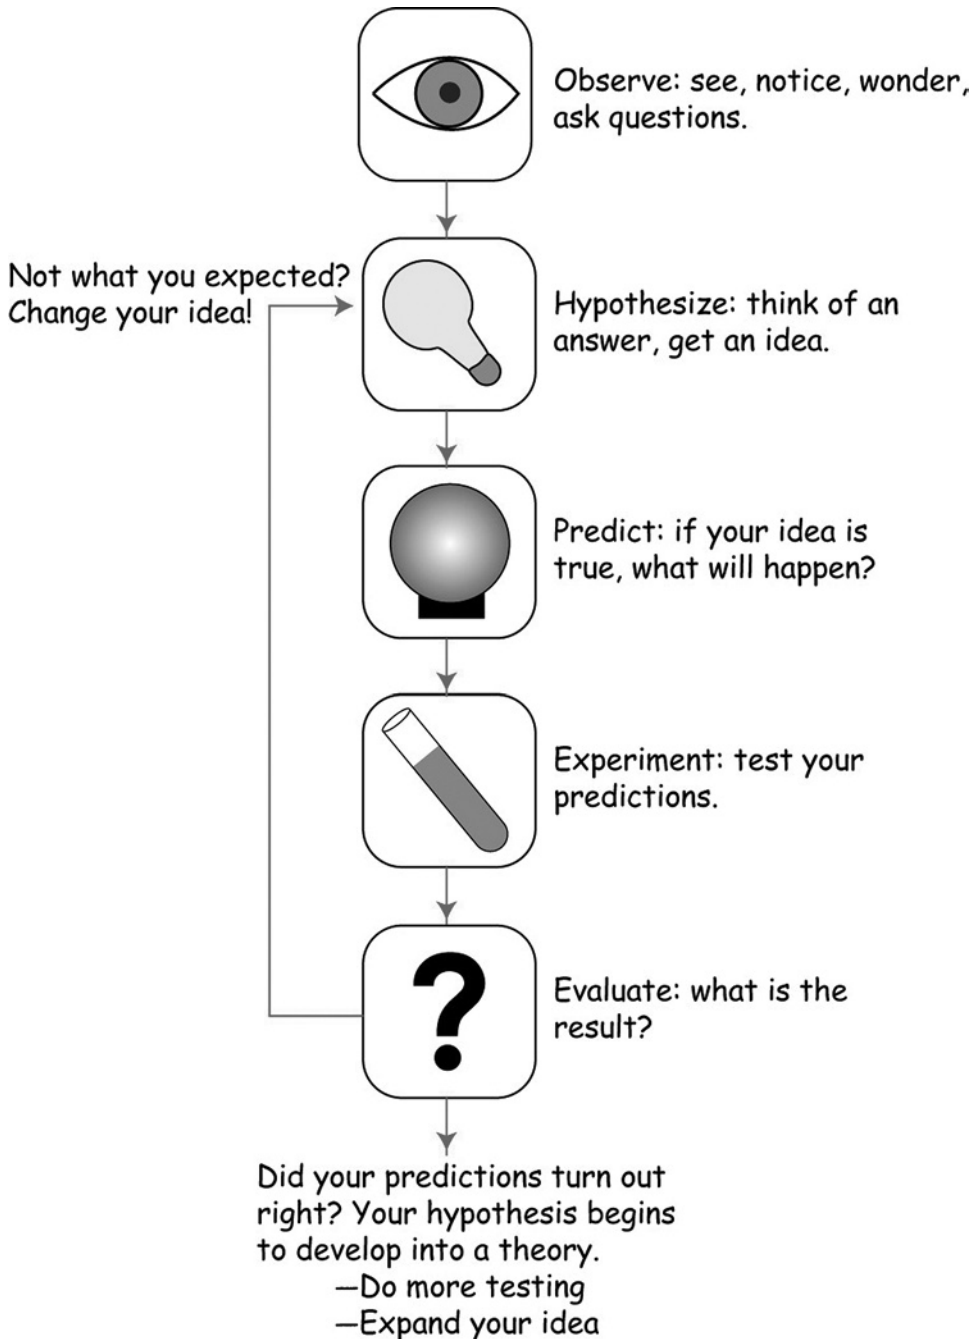 Observe: see, notice, wonder,
ask questions.
Not what you expected?
Change your idea!
Hypothesize: think of an
answer, get an idea.
Predict: if your idea is
true, what will happen?
Experiment: test your
predictions.
?
Evaluate: what is the
result?
Did your predictions turn out
right? Your hypothesis begins
to develop into a theory.
—Do more testing
—Expand your idea